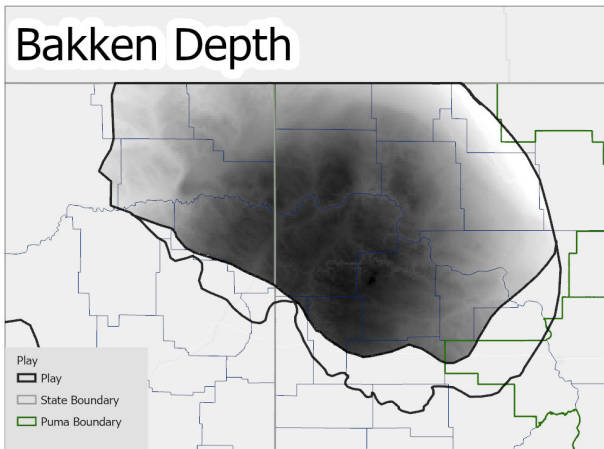 Bakken Depth
Play
Play
State Boundary
Puma Boundary